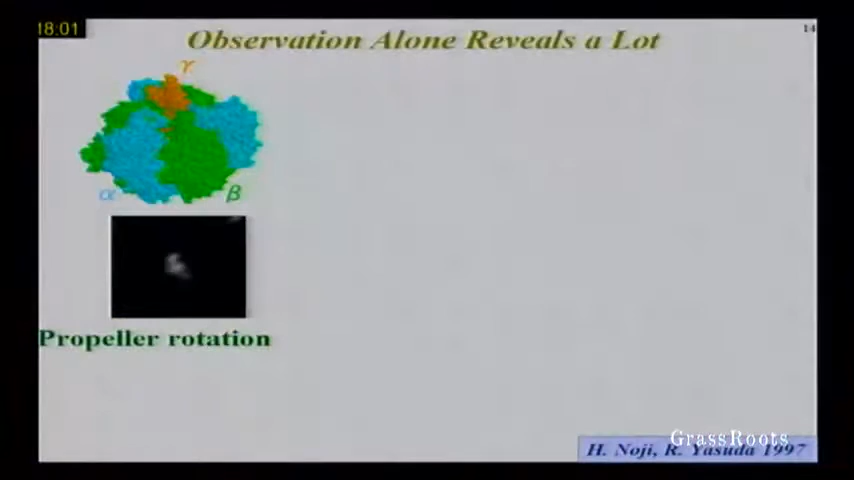 18:01
Observation Alone Reveals a Lot
14
γ
α
β
Propeller rotation
GrassRoots
H. Noji, R. Yasuda 1997